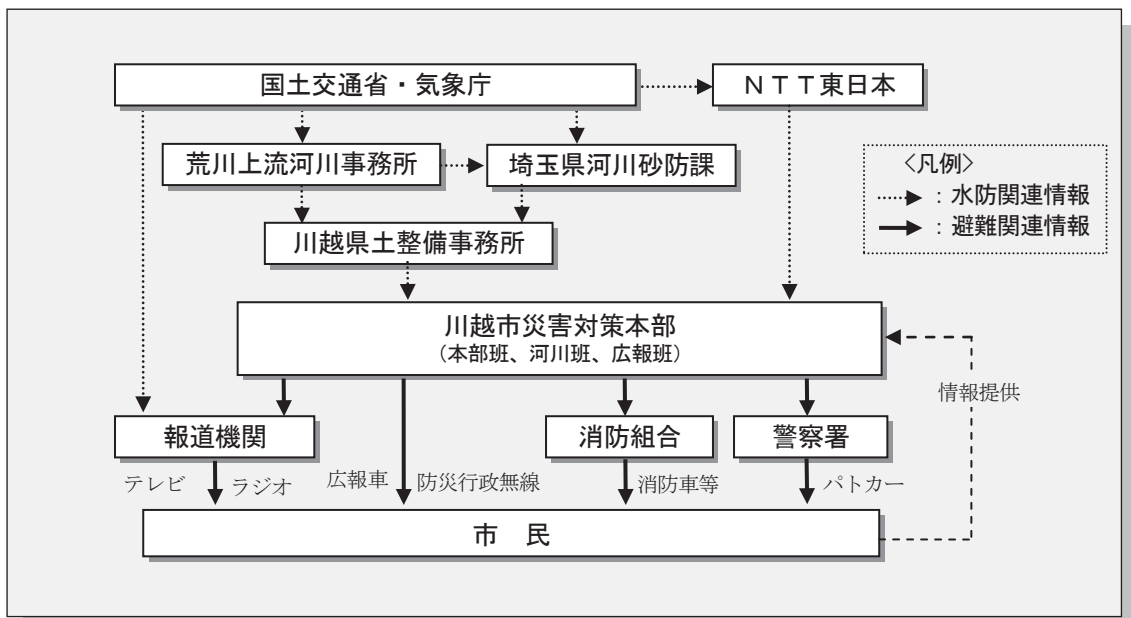 国土交通省・気象庁
ＮＴＴ東日本
荒川上流河川事務所
埼玉県河川砂防課
〈凡例〉
：水防関連情報
：避難関連情報
川越県土整備事務所
川越市災害対策本部
（本部班、河川班、広報班）
情報提供
報道機関
消防組合
警察署
テレビ
ラジオ
広報車
防災行政無線
消防車等
パトカー
市　民